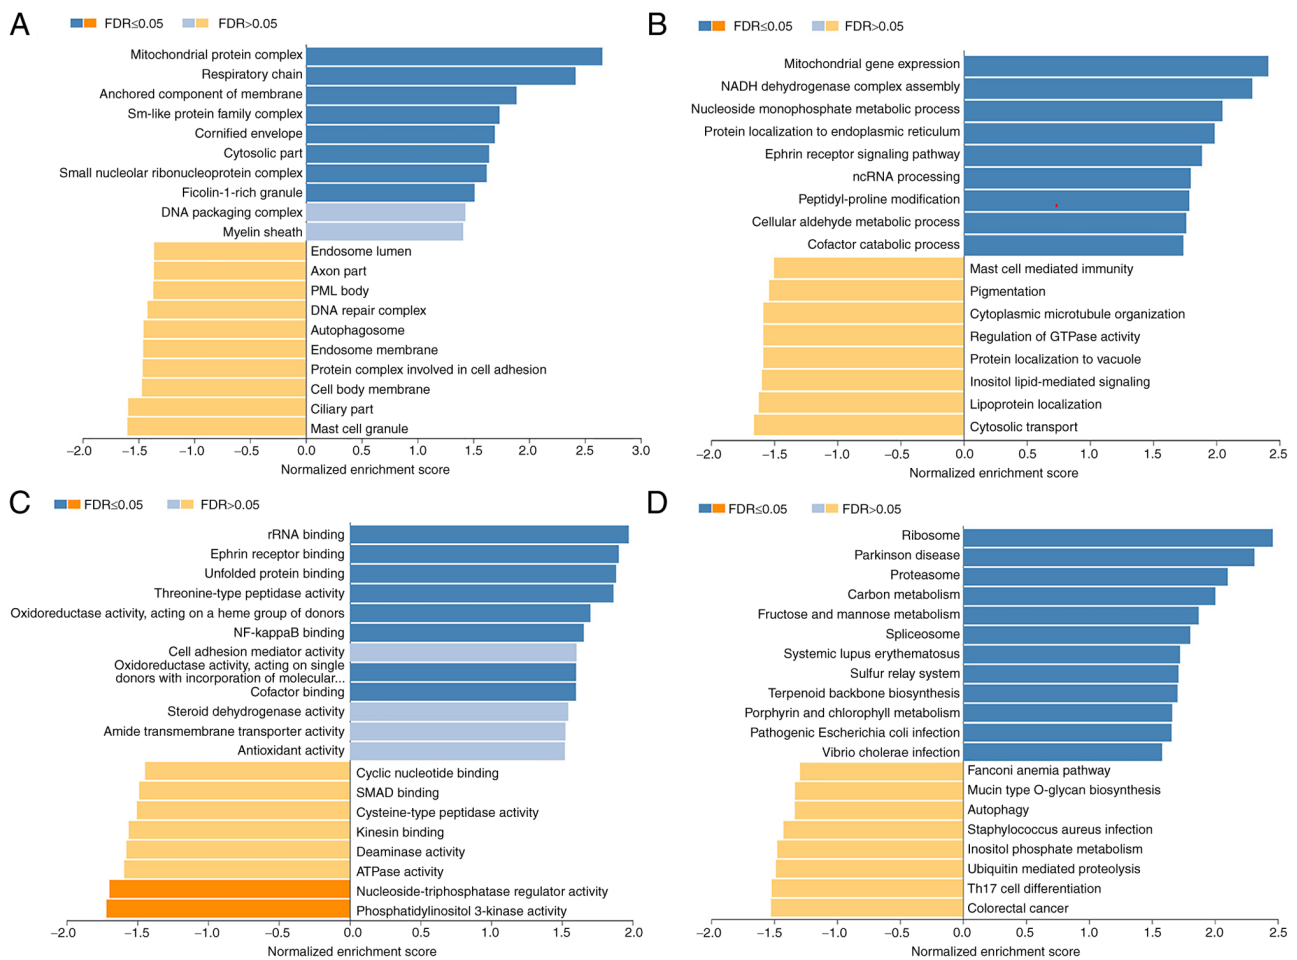 A
FDR≤0.05 FDR>0.05
Mitochondrial protein complex
Respiratory chain
Anchored component of membrane
Sm-like protein family complex
Cornified envelope
Cytosolic part
Small nucleolar ribonucleoprotein complex
Ficolin-1-rich granule
DNA packaging complex
Myelin sheath
Endosome lumen
Axon part
PML body
DNA repair complex
Autophagosome
Endosome membrane
Protein complex involved in cell adhesion
Cell body membrane
Ciliary part
Mast cell granule
−2.0 −1.5 −1.0 −0.5 0.0 0.5 1.0 1.5 2.0 2.5 3.0
Normalized enrichment score
B
FDR≤0.05 FDR>0.05
Mitochondrial gene expression
NADH dehydrogenase complex assembly
Nucleoside monophosphate metabolic process
Protein localization to endoplasmic reticulum
Ephrin receptor signaling pathway
ncRNA processing
Peptidyl-proline modification
Cellular aldehyde metabolic process
Cofactor catabolic process
Mast cell mediated immunity
Pigmentation
Cytoplasmic microtubule organization
Regulation of GTPase activity
Protein localization to vacuole
Inositol lipid-mediated signaling
Lipoprotein localization
Cytosolic transport
−2.0 −1.5 −1.0 −0.5 0.0 0.5 1.0 1.5 2.0 2.5
Normalized enrichment score
C
FDR≤0.05 FDR>0.05
rRNA binding
Ephrin receptor binding
Unfolded protein binding
Threonine-type peptidase activity
Oxidoreductase activity, acting on a heme group of donors
NF-kappaB binding
Cell adhesion mediator activity
Oxidoreductase activity, acting on single
donors with incorporation of molecular...
Cofactor binding
Steroid dehydrogenase activity
Amide transmembrane transporter activity
Antioxidant activity
Cyclic nucleotide binding
SMAD binding
Cysteine-type peptidase activity
Kinesin binding
Deaminase activity
ATPase activity
Nucleoside-triphosphatase regulator activity
Phosphatidylinositol 3-kinase activity
−2.0 −1.5 −1.0 −0.5 0.0 0.5 1.0 1.5 2.0
Normalized enrichment score
D
FDR≤0.05 FDR>0.05
Ribosome
Parkinson disease
Proteasome
Carbon metabolism
Fructose and mannose metabolism
Spliceosome
Systemic lupus erythematosus
Sulfur relay system
Terpenoid backbone biosynthesis
Porphyrin and chlorophyll metabolism
Pathogenic Escherichia coli infection
Vibrio cholerae infection
Fanconi anemia pathway
Mucin type O-glycan biosynthesis
Autophagy
Staphylococcus aureus infection
Inositol phosphate metabolism
Ubiquitin mediated proteolysis
Th17 cell differentiation
Colorectal cancer
−2.0 −1.5 −1.0 −0.5 0.0 0.5 1.0 1.5 2.0 2.5
Normalized enrichment score